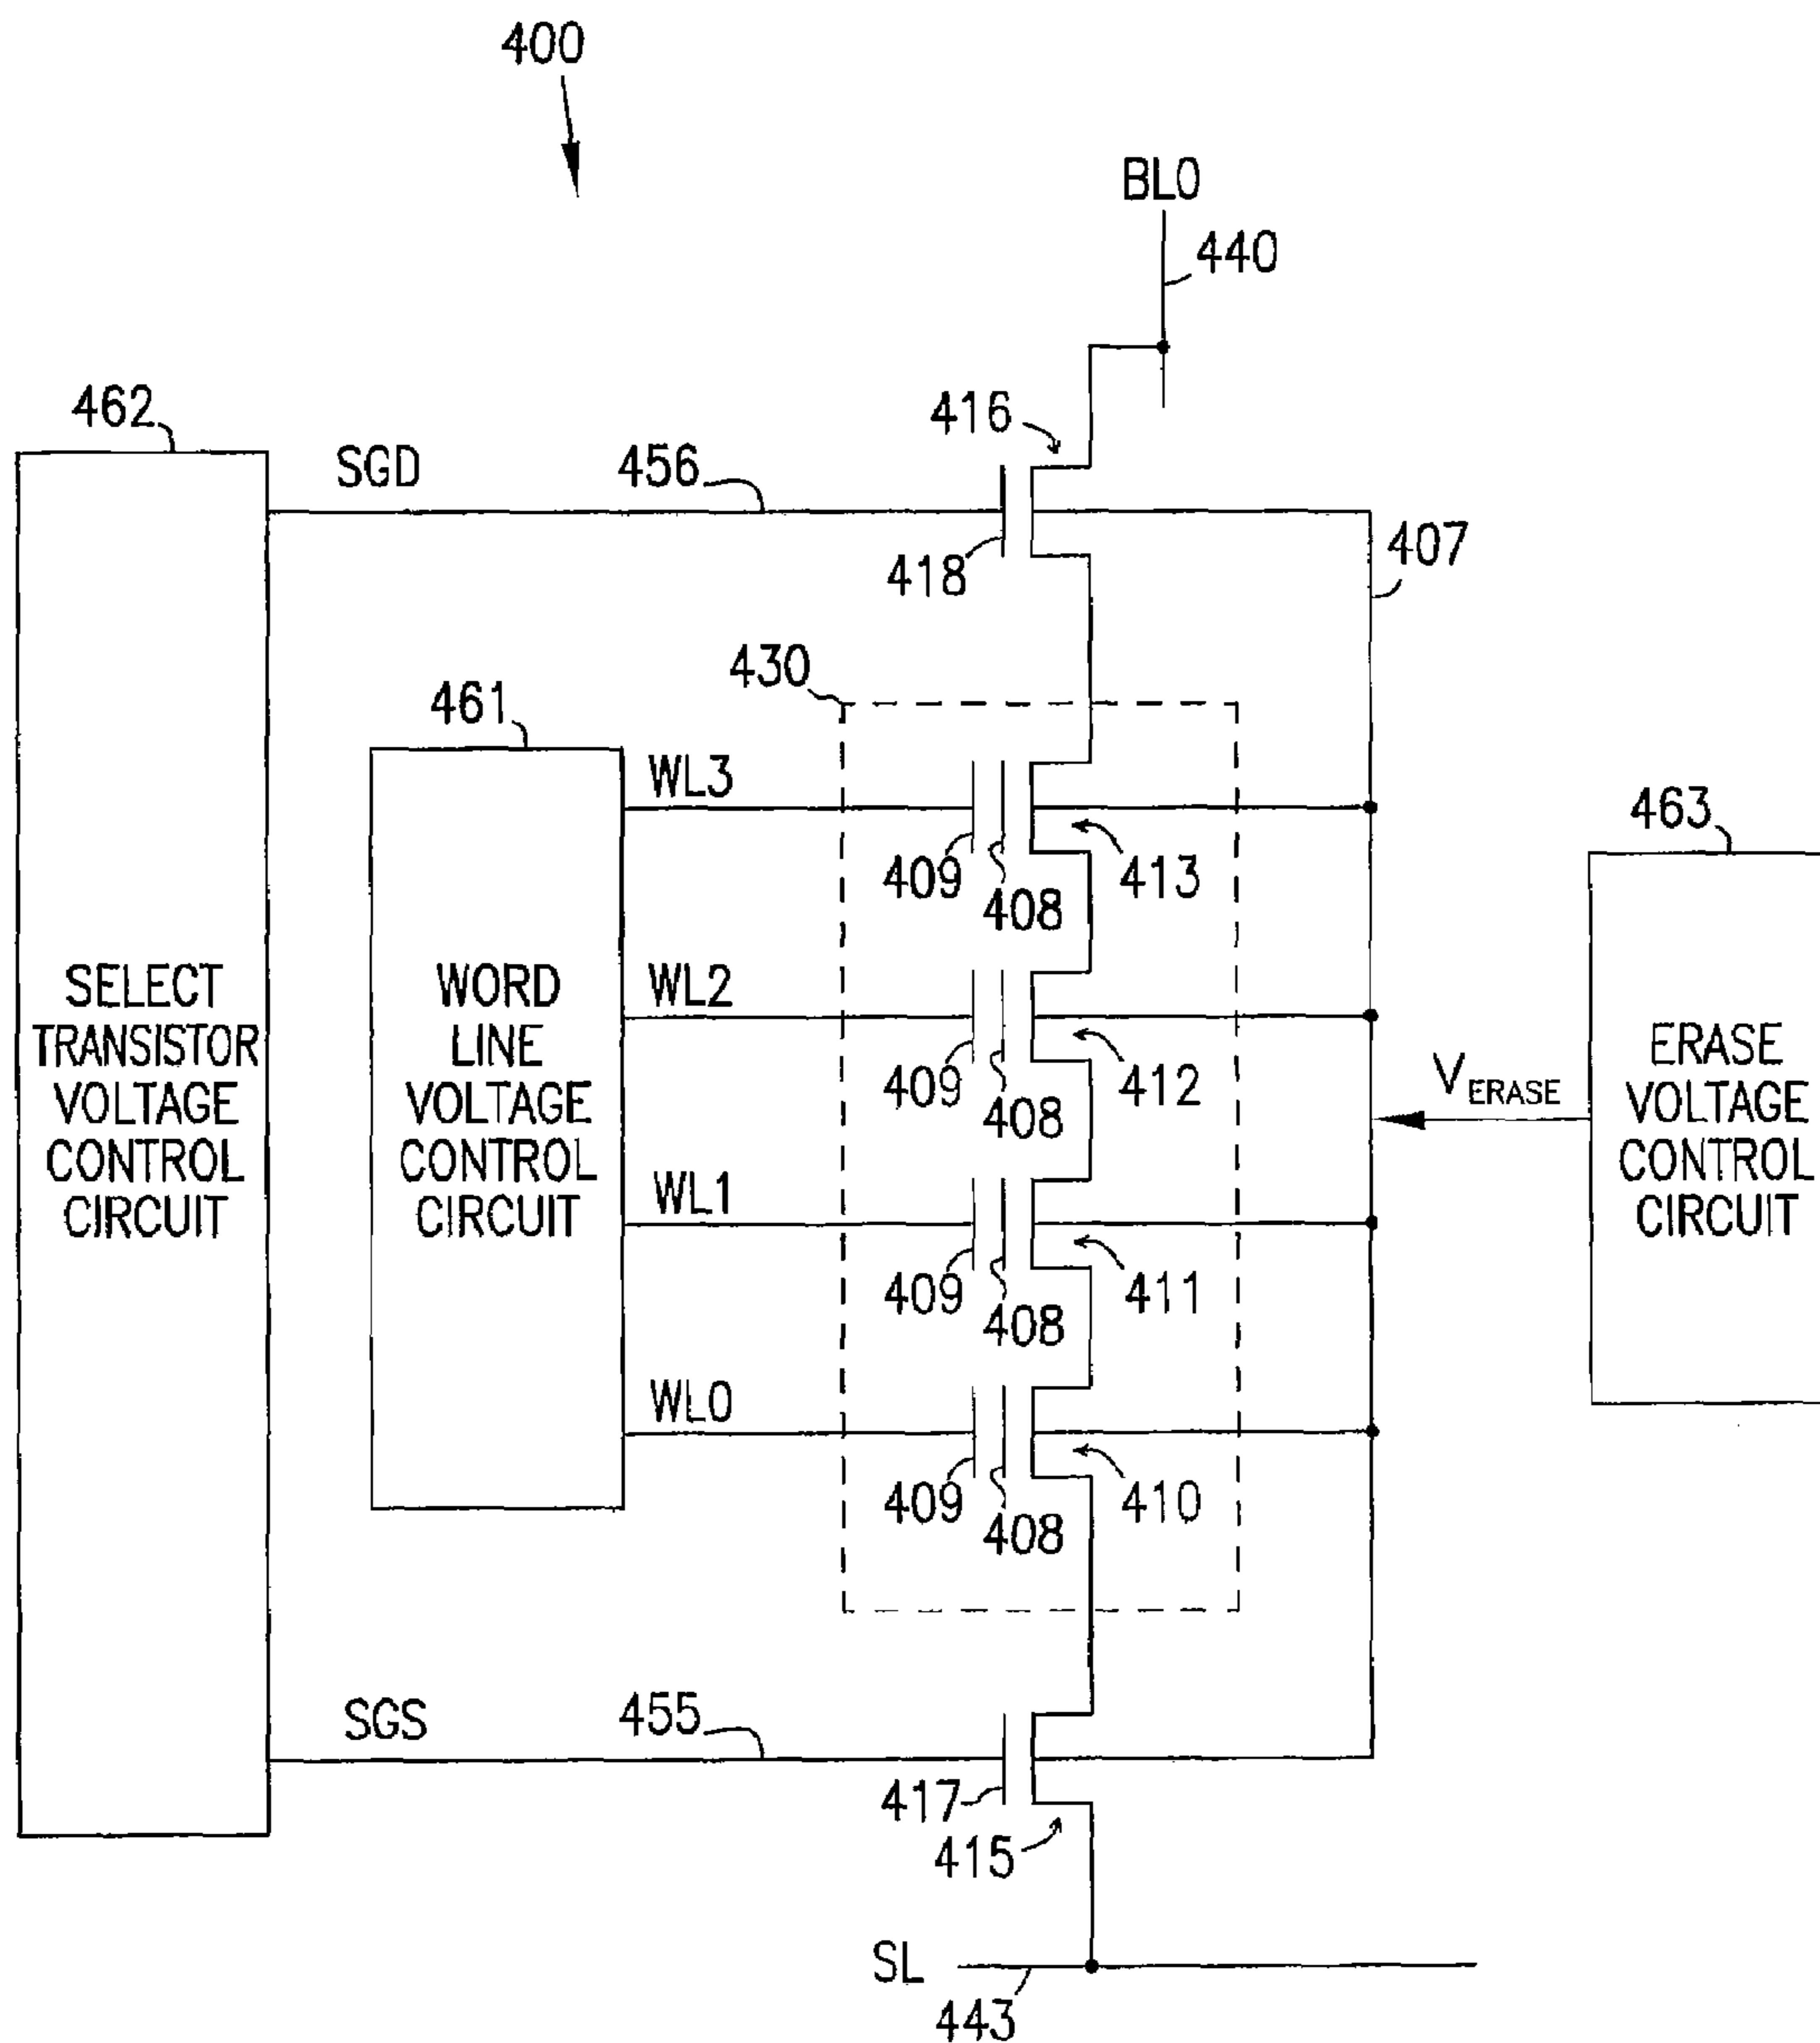 400
BL0
440
462
SGD
456
416
418
407
430
461
WL3
409
408
413
463
SELECT
TRANSISTOR
VOLTAGE
CONTROL
CIRCUIT
WORD
LINE
VOLTAGE
CONTROL
CIRCUIT
WL2
409
408
412
VERASE
ERASE
VOLTAGE
CONTROL
CIRCUIT
WL1
409
408
411
WL0
409
408
410
SGS
455
417
415
SL
443